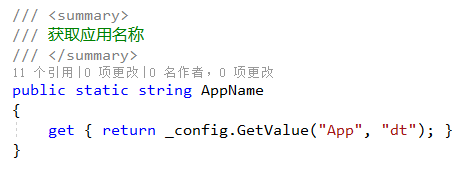 /// <summary>
/// 获取应用名称
/// </summary>
11 个引用|0 项更改|0 名作者，0 项更改
public static string AppName
{
    get { return _config.GetValue("App", "dt"); }
}